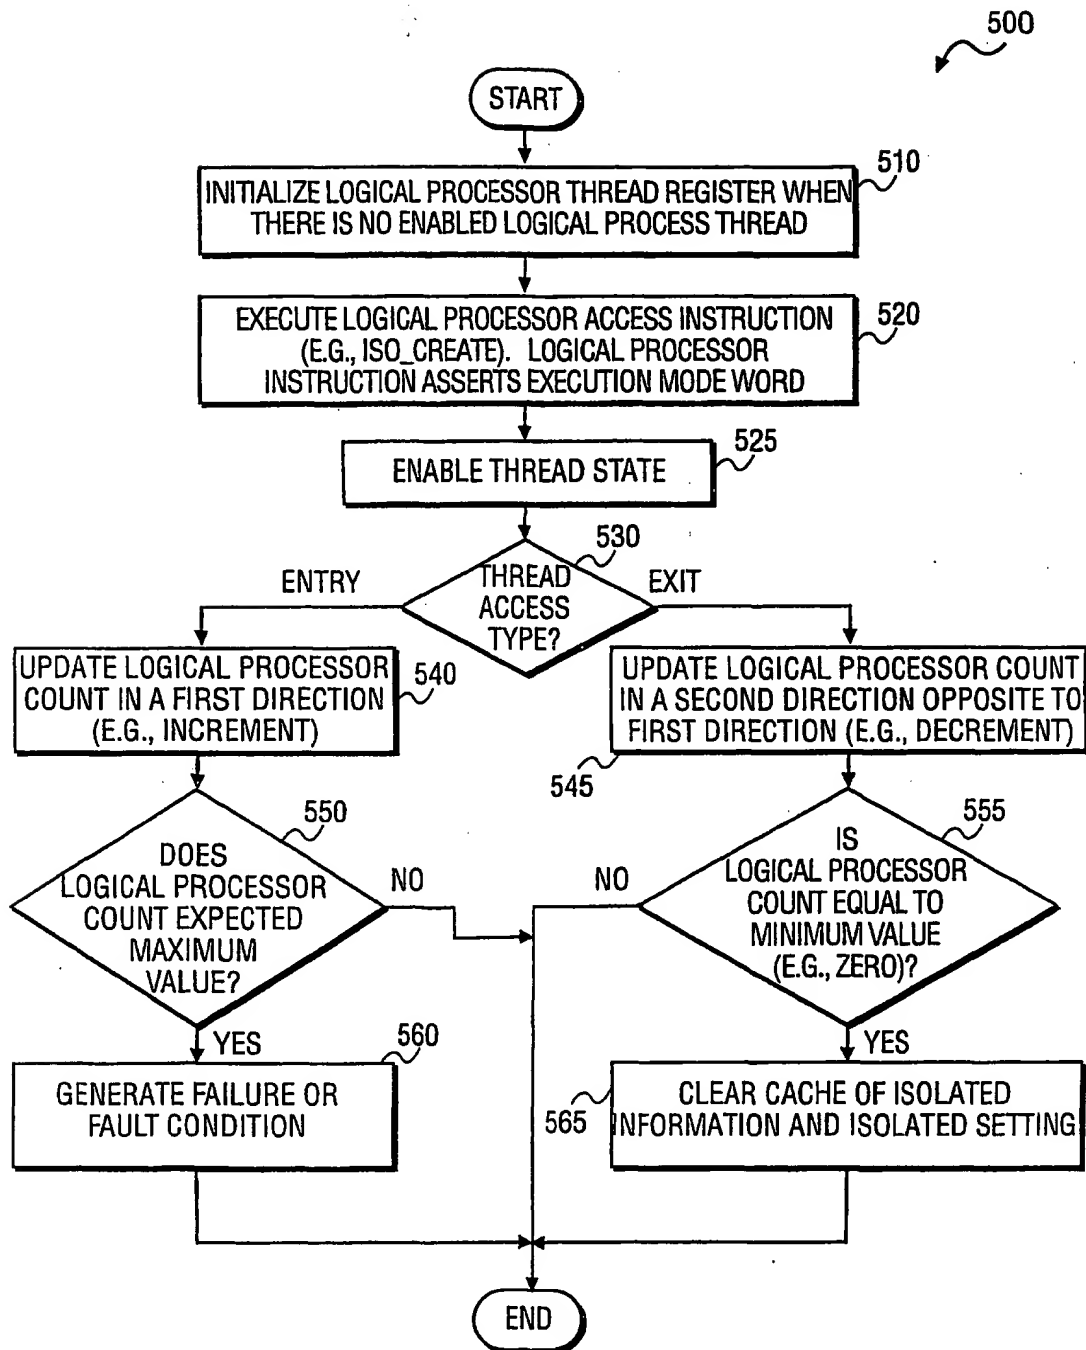 500
START
510
INITIALIZE LOGICAL PROCESSOR THREAD REGISTER WHEN
THERE IS NO ENABLED LOGICAL PROCESS THREAD
520
EXECUTE LOGICAL PROCESSOR ACCESS INSTRUCTION
(E.G., ISO_CREATE). LOGICAL PROCESSOR
INSTRUCTION ASSERTS EXECUTION MODE WORD
525
ENABLE THREAD STATE
530
THREAD
ACCESS
TYPE?
ENTRY
EXIT
UPDATE LOGICAL PROCESSOR
COUNT IN A FIRST DIRECTION
(E.G., INCREMENT)
540
UPDATE LOGICAL PROCESSOR COUNT
IN A SECOND DIRECTION OPPOSITE TO
FIRST DIRECTION (E.G., DECREMENT)
545
550
DOES
LOGICAL PROCESSOR
COUNT EXPECTED
MAXIMUM
VALUE?
NO
YES
555
IS
LOGICAL PROCESSOR
COUNT EQUAL TO
MINIMUM VALUE
(E.G., ZERO)?
NO
YES
560
GENERATE FAILURE OR
FAULT CONDITION
565
CLEAR CACHE OF ISOLATED
INFORMATION AND ISOLATED SETTING
END